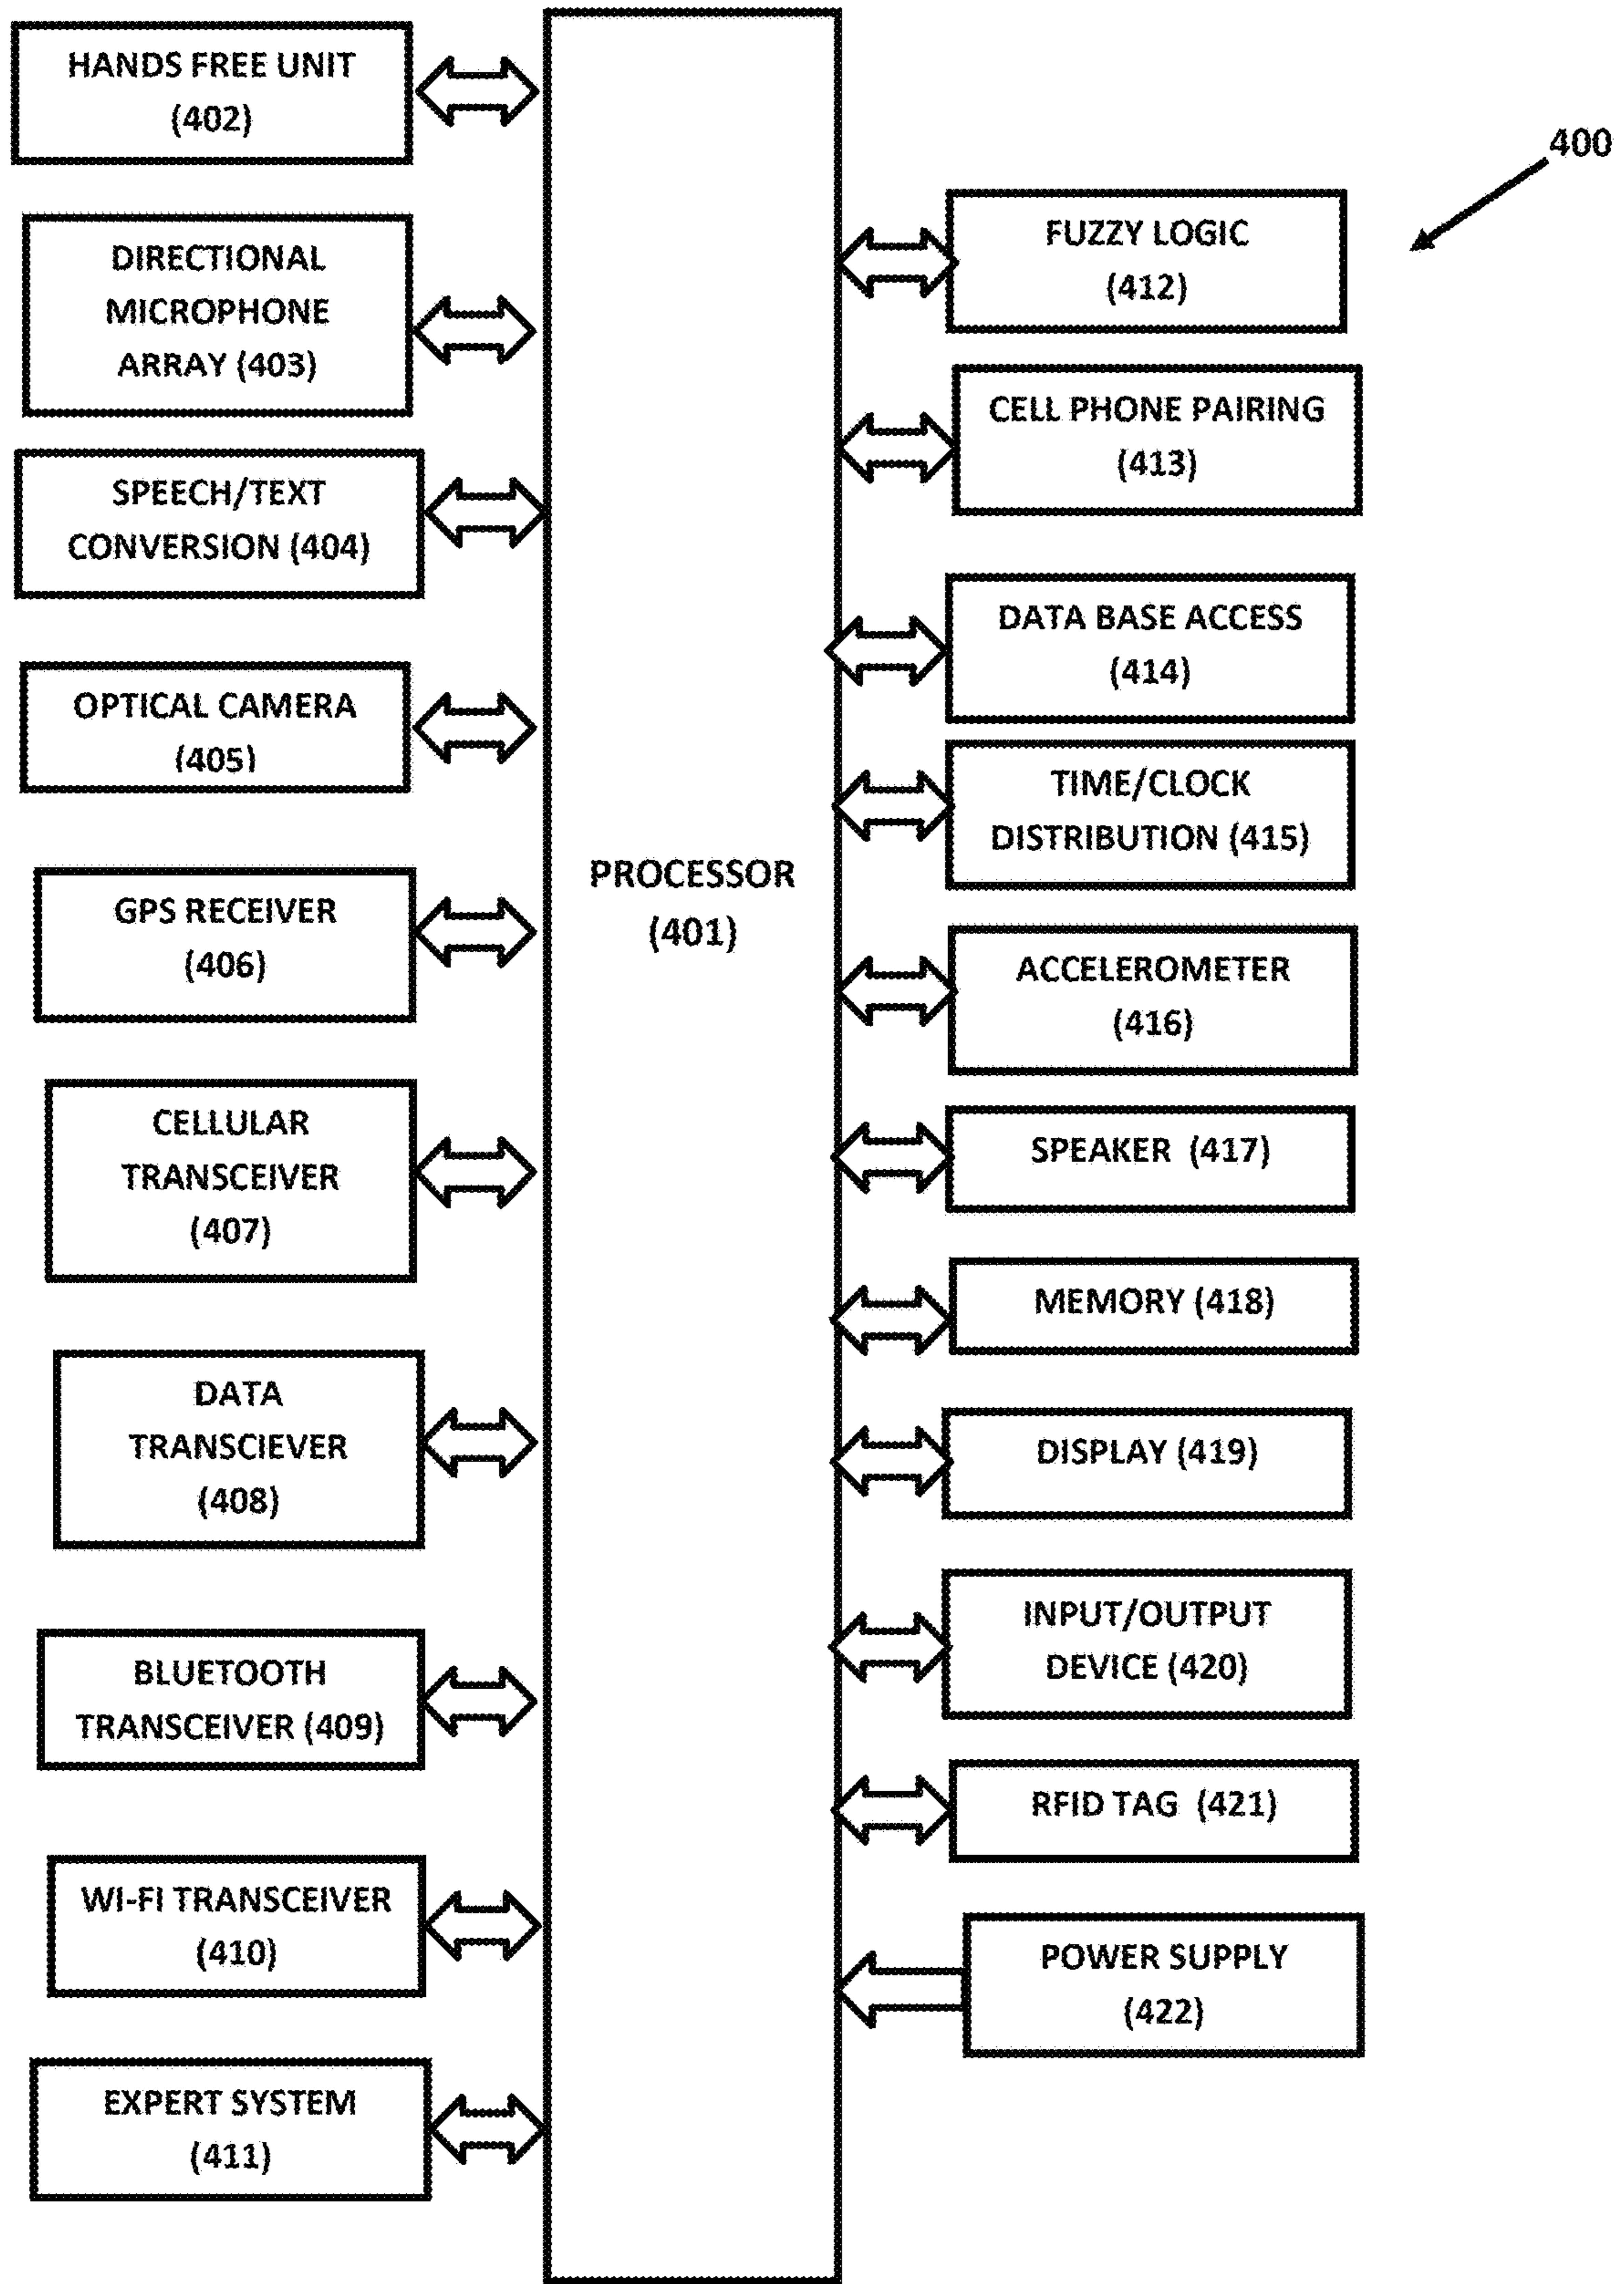 HANDS FREE UNIT
(402)
DIRECTIONAL
MICROPHONE
ARRAY (403)
SPEECH/TEXT
CONVERSION (404)
OPTICAL CAMERA
(405)
GPS RECEIVER
(406)
CELLULAR
TRANSCEIVER
(407)
DATA
TRANSCIEVER
(408)
BLUETOOTH
TRANSCEIVER (409)
WI-FI TRANSCEIVER
(410)
EXPERT SYSTEM
(411)
PROCESSOR
(401)
400
FUZZY LOGIC
(412)
CELL PHONE PAIRING
(413)
DATA BASE ACCESS
(414)
TIME/CLOCK
DISTRIBUTION (415)
ACCELEROMETER
(416)
SPEAKER (417)
MEMORY (418)
DISPLAY (419)
INPUT/OUTPUT
DEVICE (420)
RFID TAG (421)
POWER SUPPLY
(422)